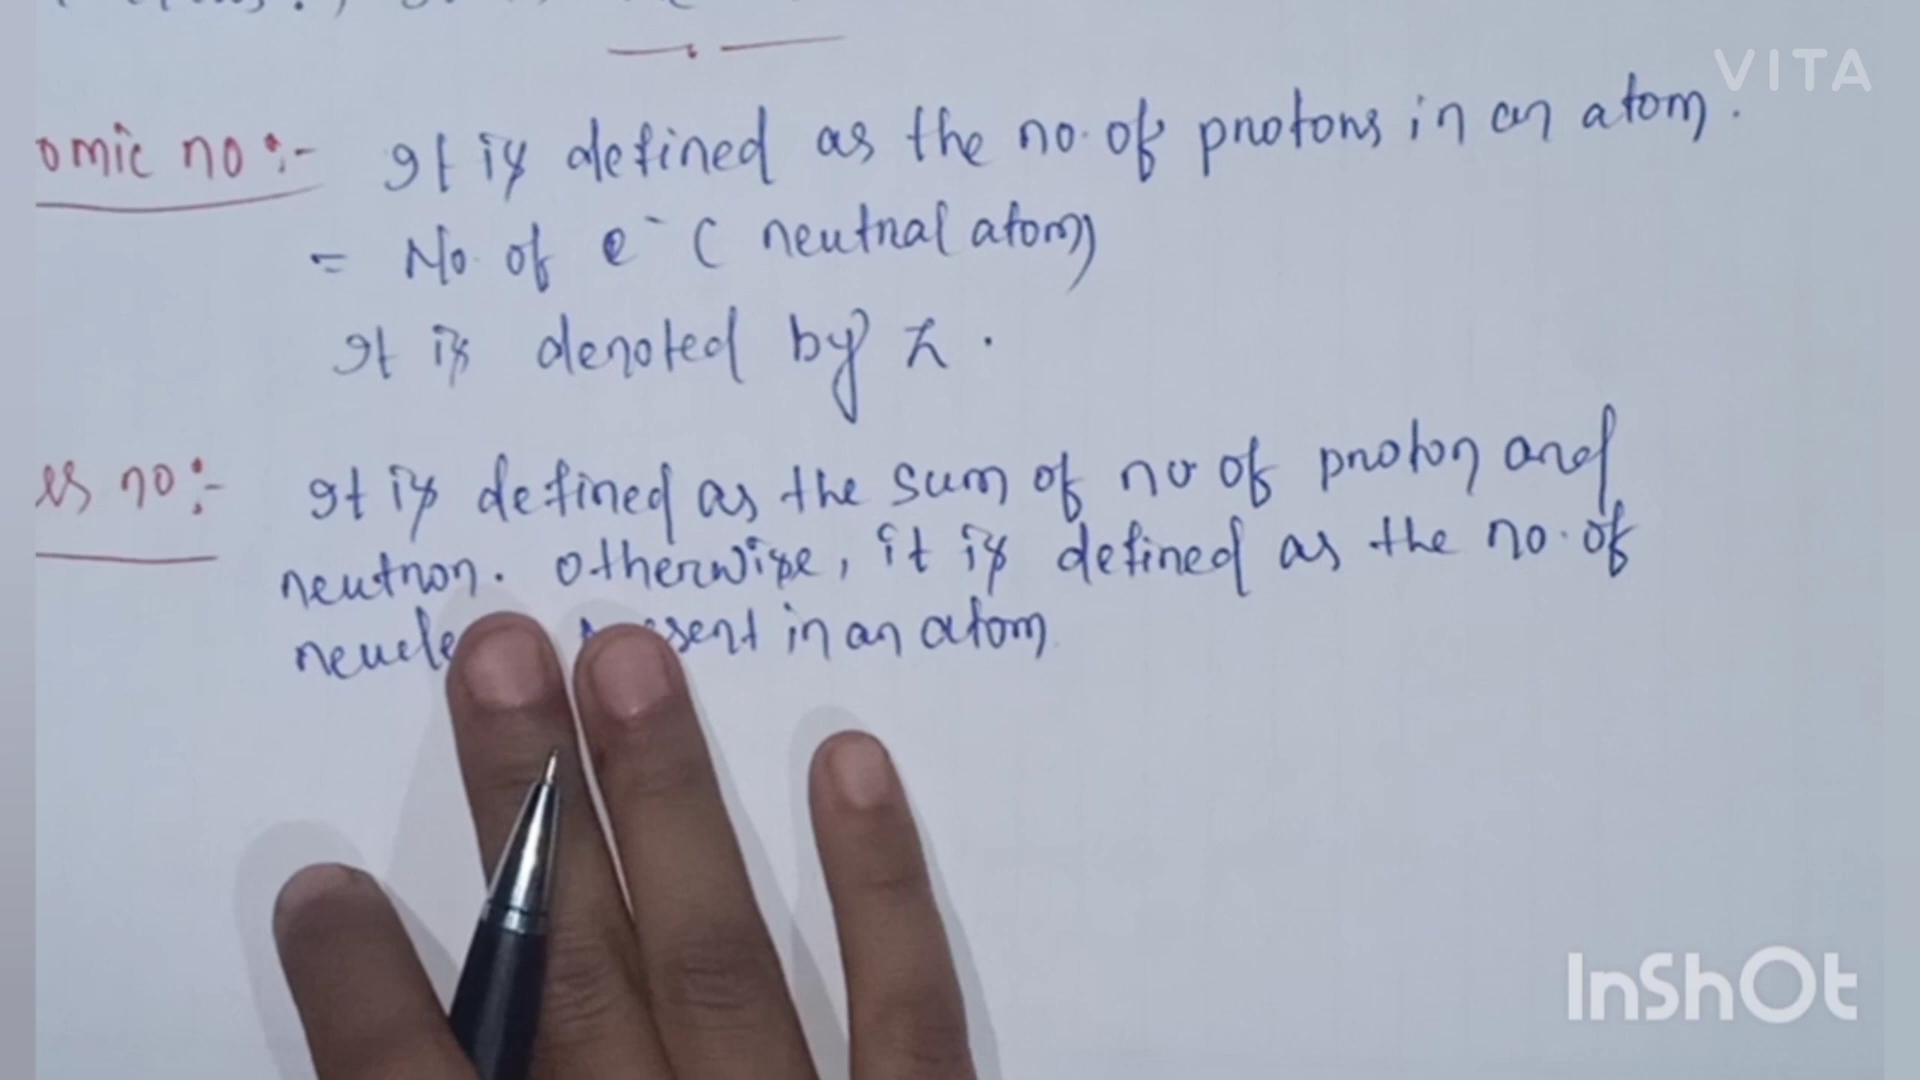 VITA
omic no :- It is defined as the no. of protons in an atom.
= No. of e⁻ ( neutral atom)
It is denoted by Z.
es no :- It is defined as the sum of no of proton and
neutron. Otherwise, it is defined as the no. of
in an atom
InShOt